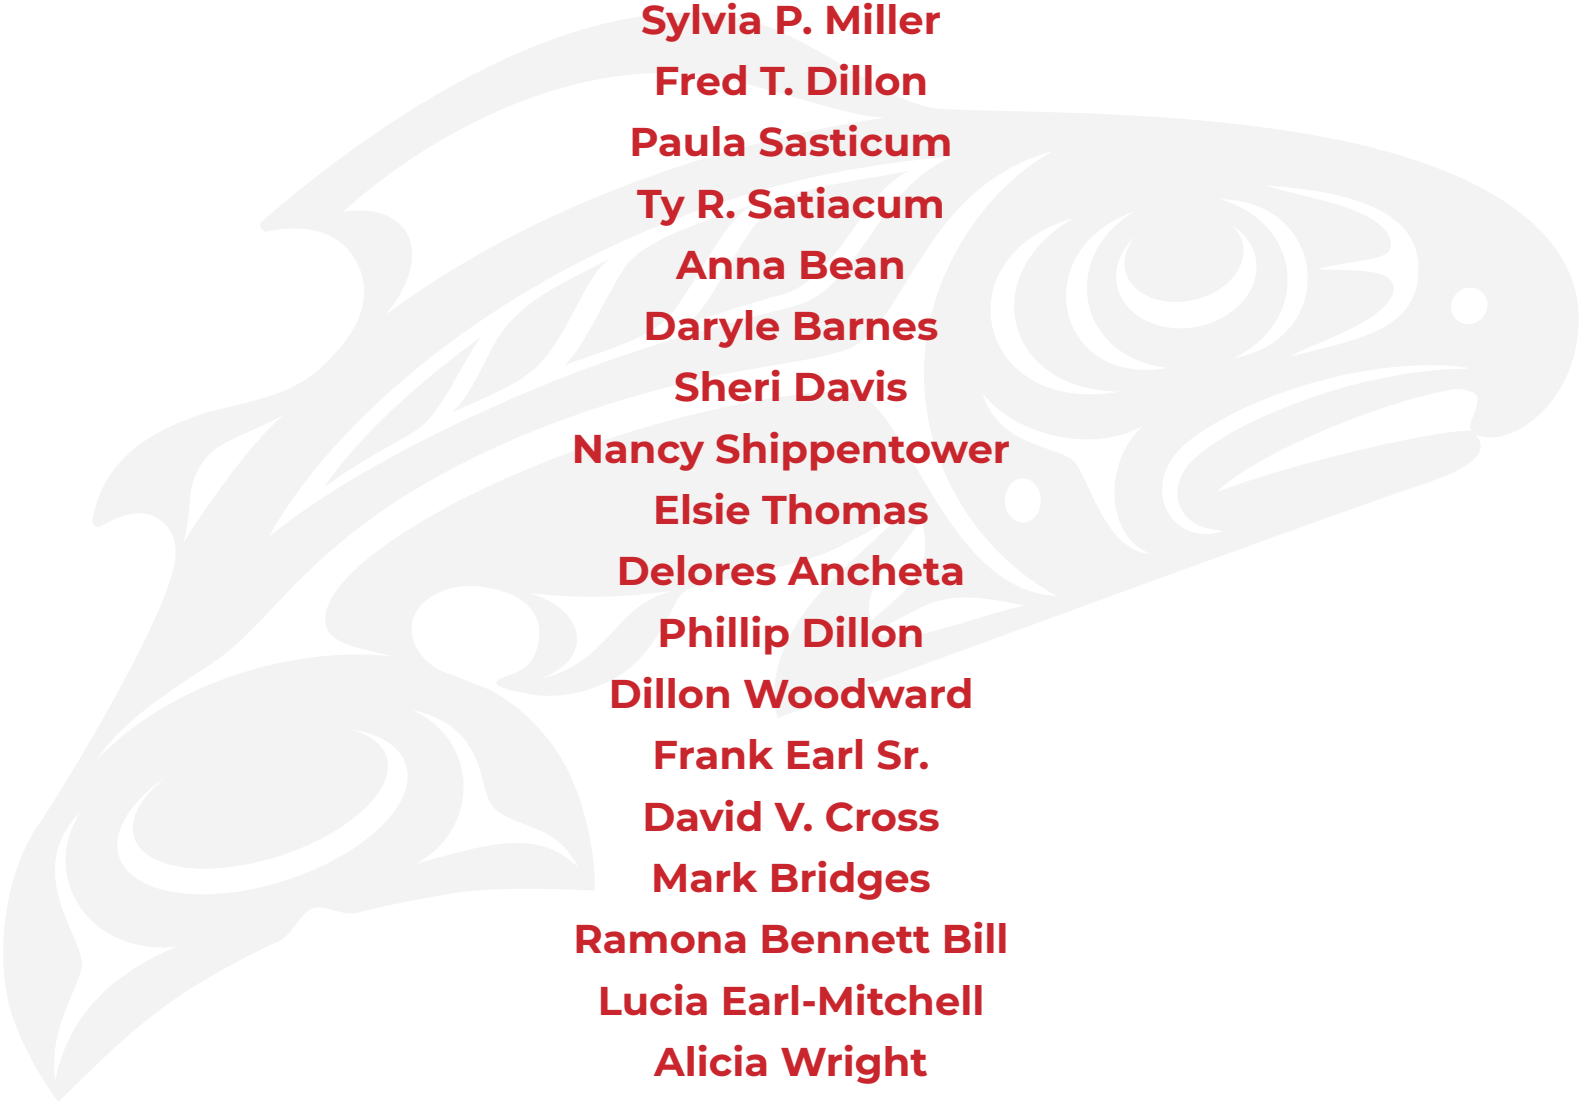 Sylvia P. Miller
Fred T. Dillon
Paula Sasticum
Ty R. Satiacum
Anna Bean
Daryle Barnes
Sheri Davis
Nancy Shippentower
Elsie Thomas
Delores Ancheta
Phillip Dillon
Dillon Woodward
Frank Earl Sr.
David V. Cross
Mark Bridges
Ramona Bennett Bill
Lucia Earl-Mitchell
Alicia Wright